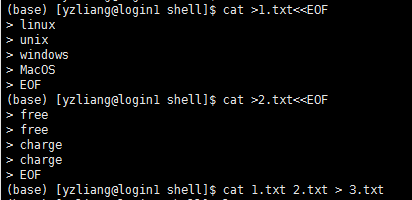 (base) [yzliang@login1 shell]$ cat >1.txt<<EOF
> linux
> unix
> windows
> MacOS
> EOF
(base) [yzliang@login1 shell]$ cat >2.txt<<EOF
> free
> free
> charge
> charge
> EOF
(base) [yzliang@login1 shell]$ cat 1.txt 2.txt > 3.txt